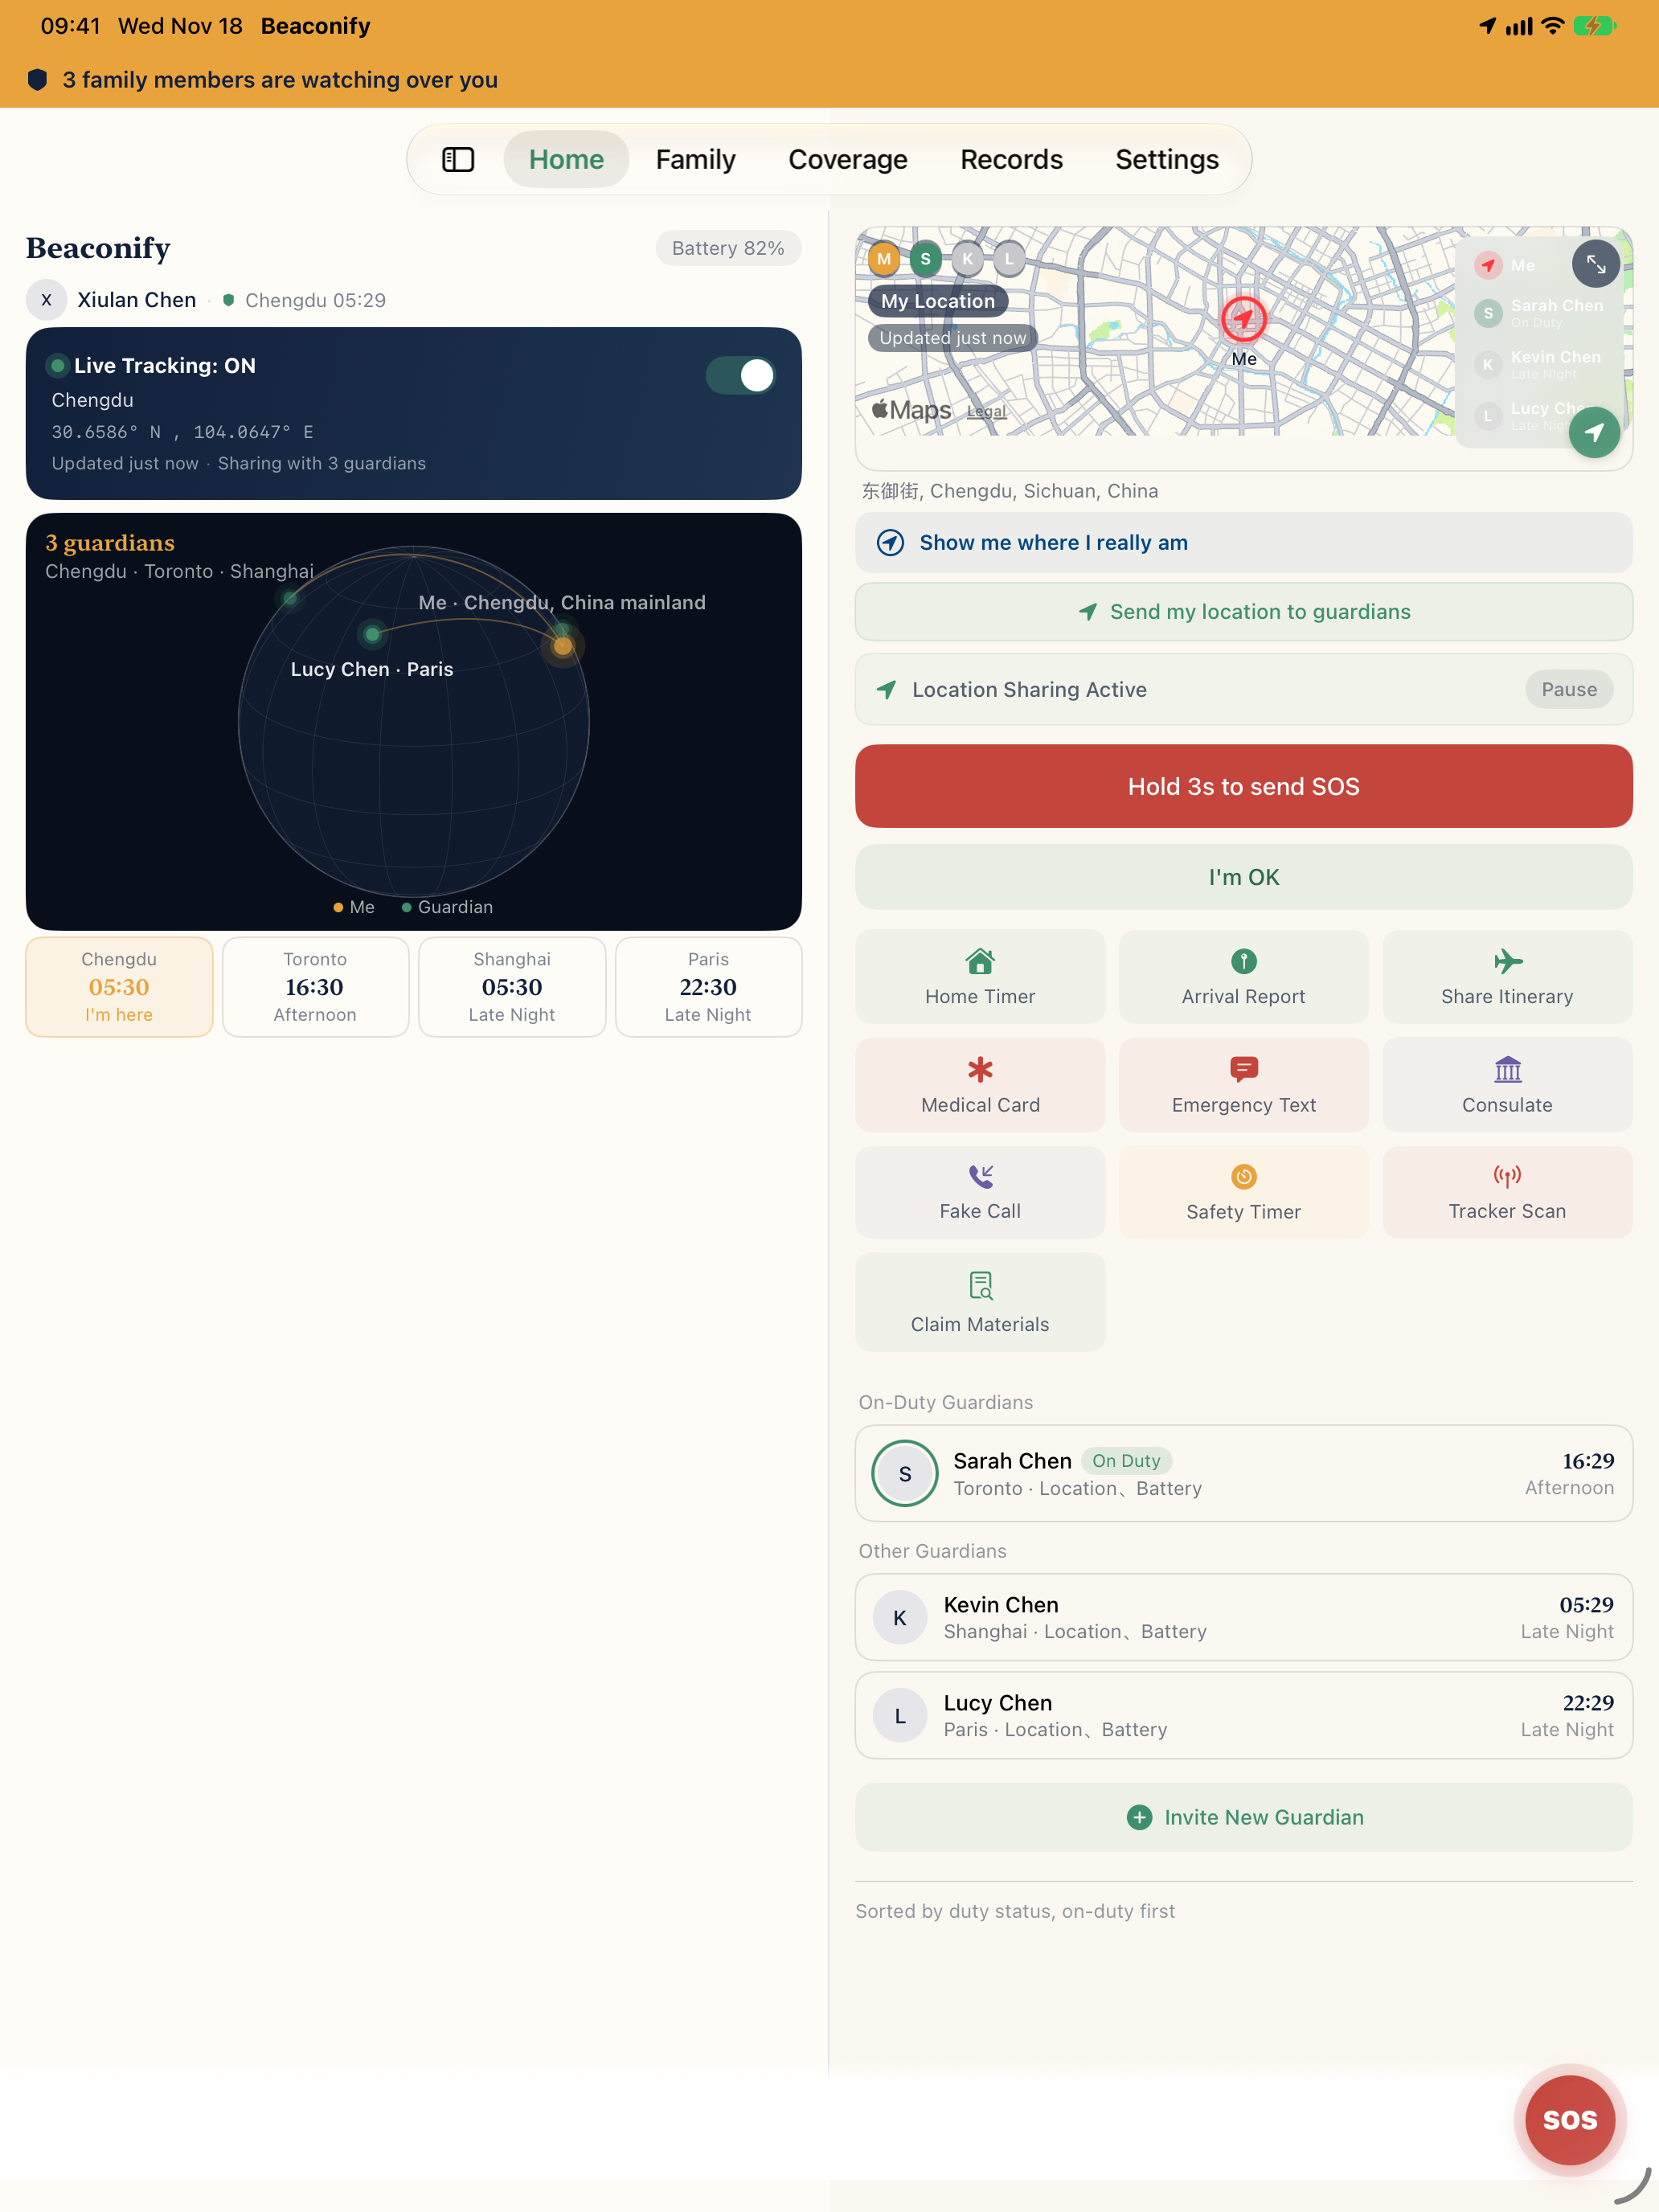 09:41 Wed Nov 18 Beaconify
3 family members are watching over you
Home Family Coverage Records Settings
Beaconify
Battery 82%
X Xiulan Chen · Chengdu 05:29
Live Tracking: ON
Chengdu
30.6586° N , 104.0647° E
Updated just now · Sharing with 3 guardians
3 guardians
Chengdu · Toronto · Shanghai
Me · Chengdu, China mainland
Lucy Chen · Paris
Me Guardian
Chengdu
05:30
I'm here
Toronto
16:30
Afternoon
Shanghai
05:30
Late Night
Paris
22:30
Late Night
M S K L
My Location
Updated just now
Me
Maps Legal
Me
S Sarah Chen
On Duty
K Kevin Chen
Late Night
L Lucy
Late
东御街, Chengdu, Sichuan, China
Show me where I really am
Send my location to guardians
Location Sharing Active
Pause
Hold 3s to send SOS
I'm OK
Home Timer
Arrival Report
Share Itinerary
Medical Card
Emergency Text
Consulate
Fake Call
Safety Timer
Tracker Scan
Claim Materials
On-Duty Guardians
S
Sarah Chen On Duty
Toronto · Location、Battery
16:29
Afternoon
Other Guardians
K
Kevin Chen
Shanghai · Location、Battery
05:29
Late Night
L
Lucy Chen
Paris · Location、Battery
22:29
Late Night
Invite New Guardian
Sorted by duty status, on-duty first
SOS